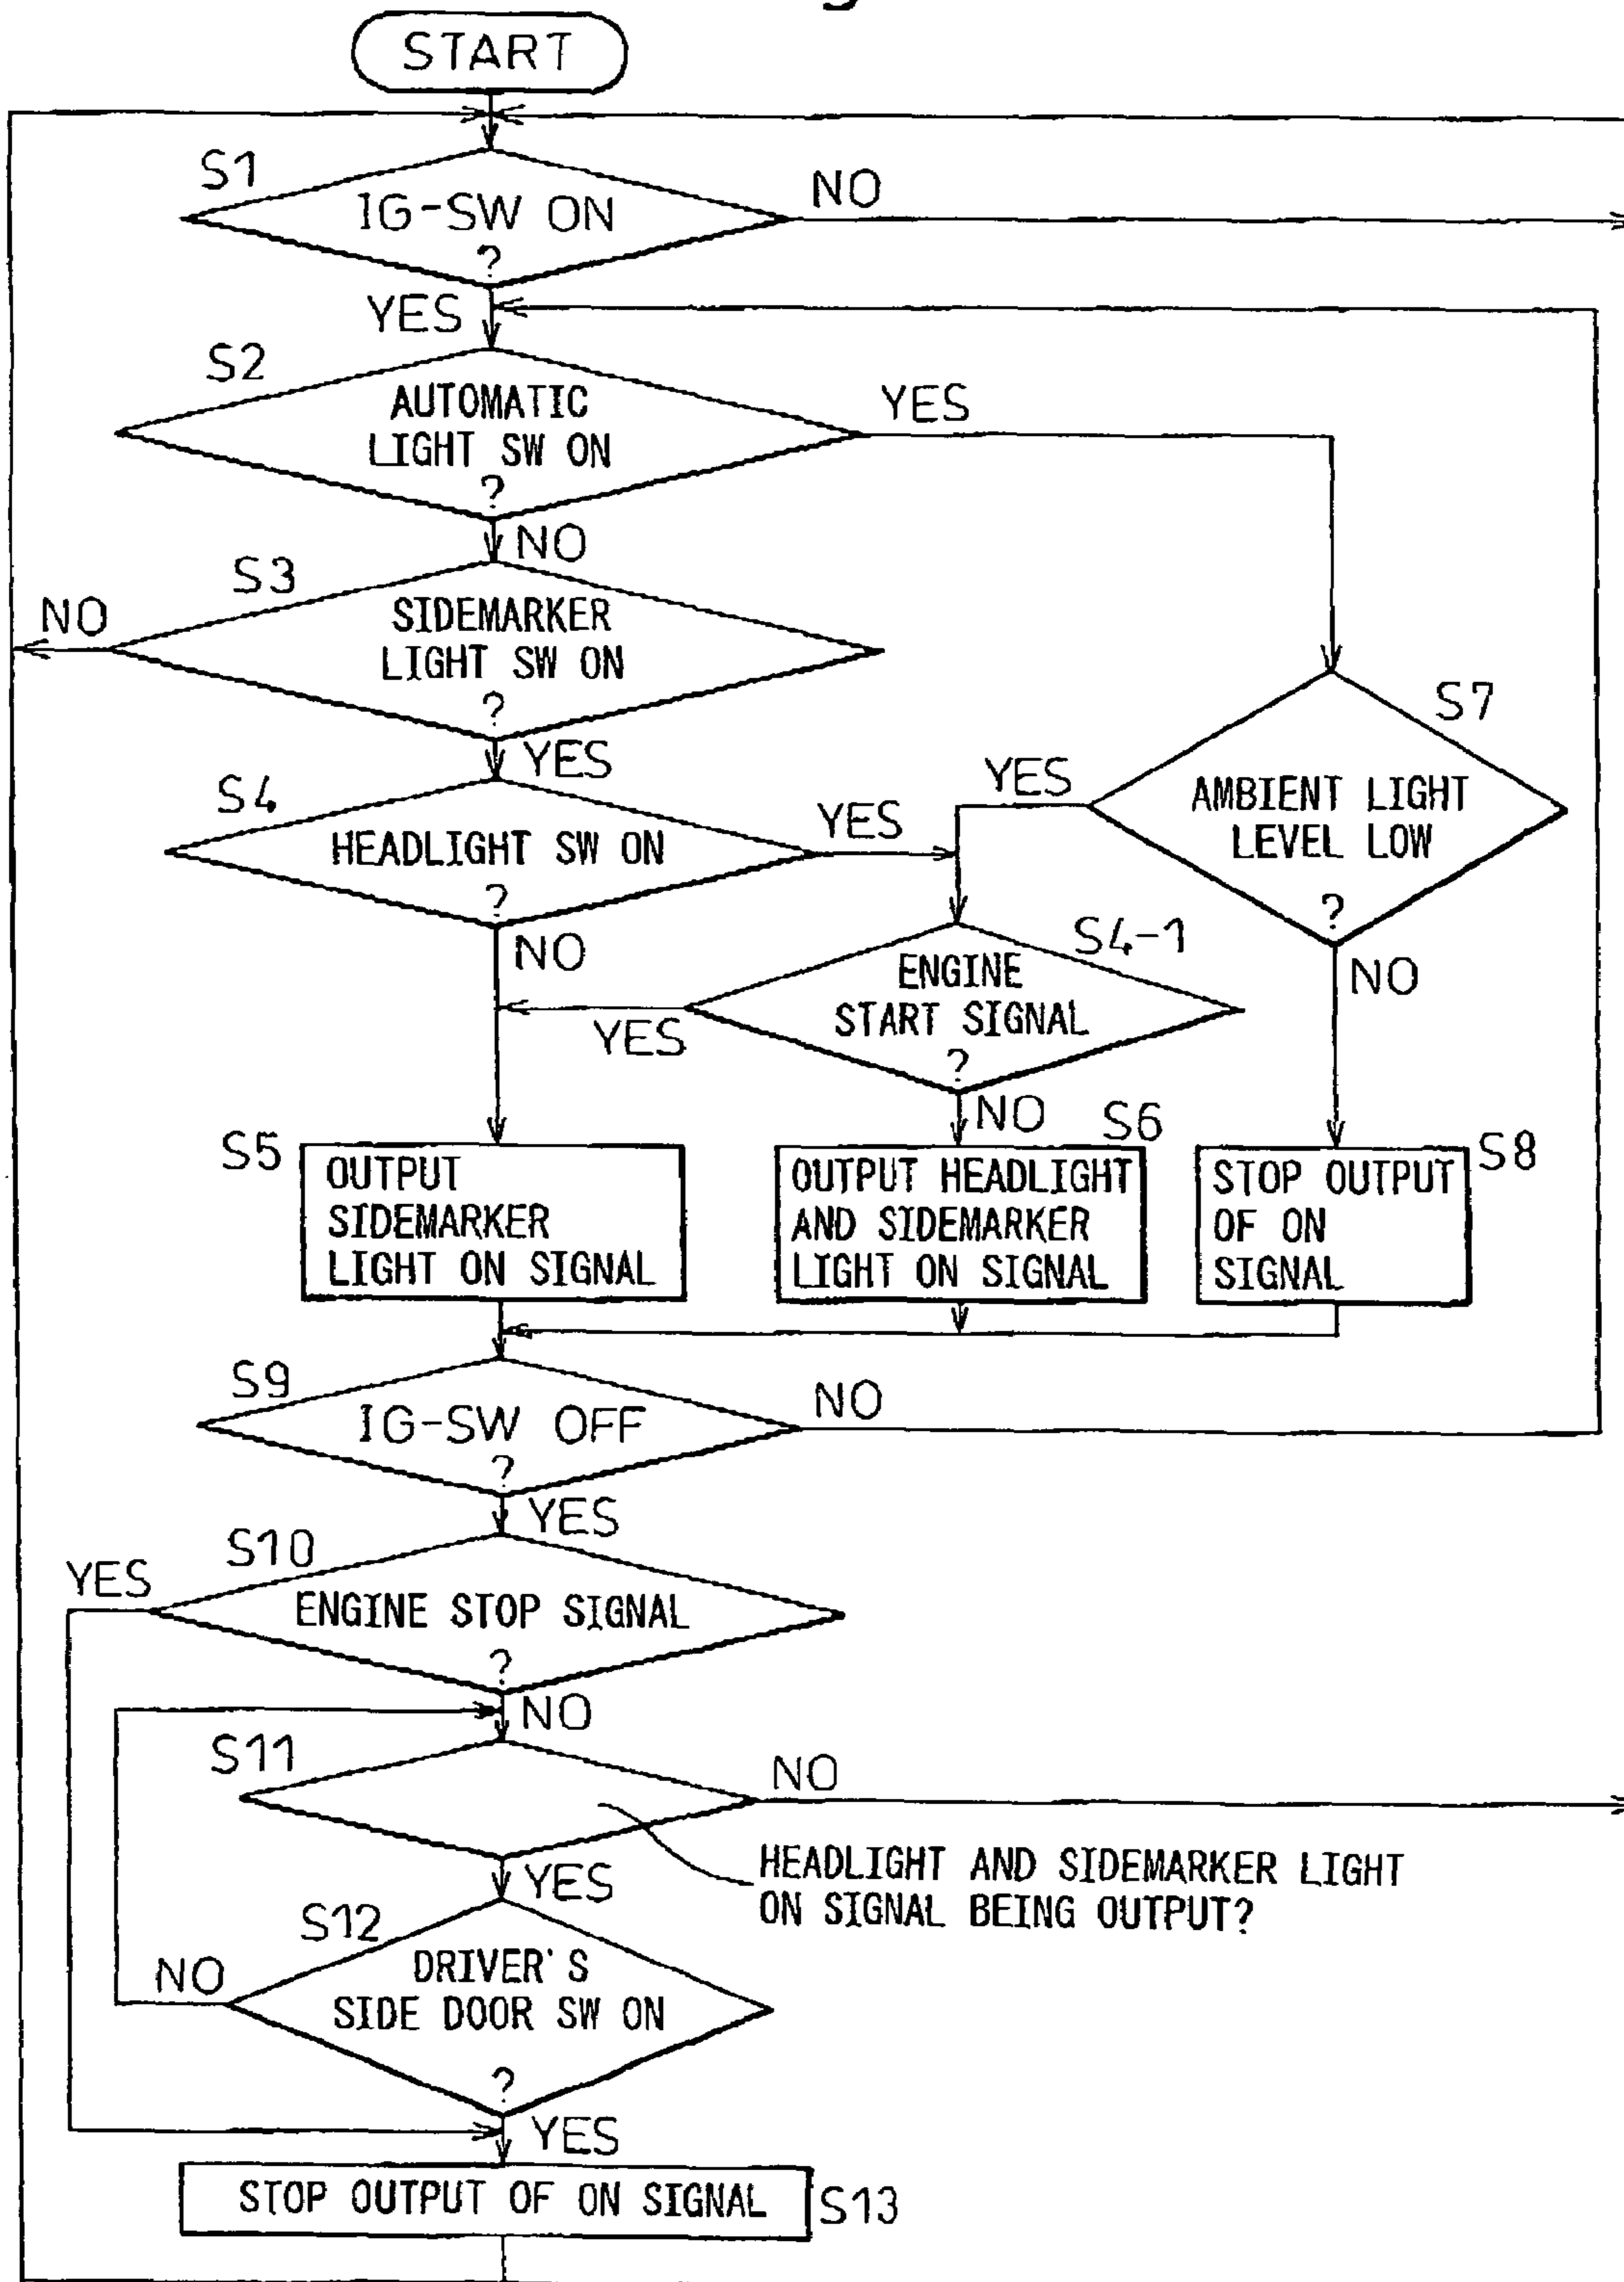 START
S1
IG-SW ON
?
NO
YES
S2
AUTOMATIC
LIGHT SW ON
?
YES
NO
S3
SIDEMARKER
LIGHT SW ON
?
NO
YES
S7
AMBIENT LIGHT
LEVEL LOW
?
YES
NO
S4
HEADLIGHT SW ON
?
YES
NO
S4-1
ENGINE
START SIGNAL
?
YES
NO
S5
OUTPUT
SIDEMARKER
LIGHT ON SIGNAL
S6
OUTPUT HEADLIGHT
AND SIDEMARKER
LIGHT ON SIGNAL
S8
STOP OUTPUT
OF ON
SIGNAL
S9
IG-SW OFF
?
NO
YES
S10
ENGINE STOP SIGNAL
?
YES
NO
S11
NO
HEADLIGHT AND SIDEMARKER LIGHT
ON SIGNAL BEING OUTPUT?
YES
S12
DRIVER'S
SIDE DOOR SW ON
?
NO
YES
STOP OUTPUT OF ON SIGNAL
S13